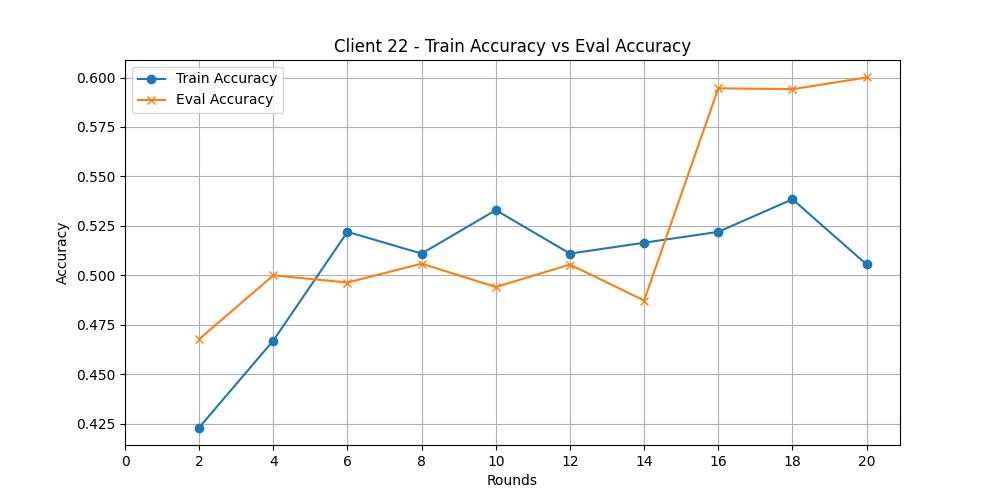 Client 22 - Train Accuracy vs Eval Accuracy
Train Accuracy
Eval Accuracy
0.600
0.575
0.550
0.525
0.500
0.475
0.450
0.425
Accuracy
0 2 4 6 8 10 12 14 16 18 20
Rounds